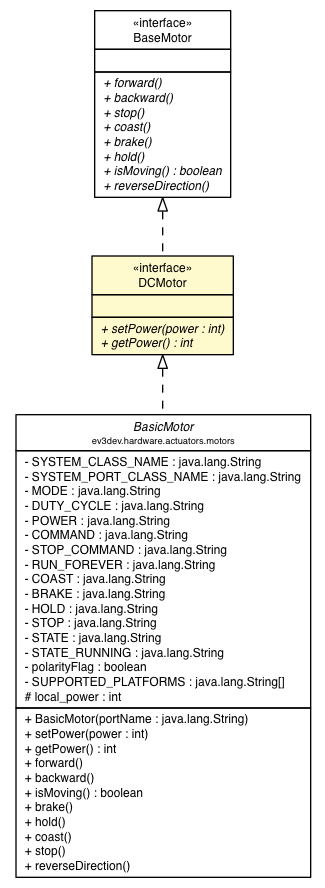 «interface»
BaseMotor
+ forward()
+ backward()
+ stop()
+ coast()
+ brake()
+ hold()
+ isMoving() : boolean
+ reverseDirection()
«interface»
DCMotor
+ setPower(power : int)
+ getPower() : int
BasicMotor
ev3dev.hardware.actuators.motors
- SYSTEM_CLASS_NAME : java.lang.String
- SYSTEM_PORT_CLASS_NAME : java.lang.String
- MODE : java.lang.String
- DUTY_CYCLE : java.lang.String
- POWER : java.lang.String
- COMMAND : java.lang.String
- STOP_COMMAND : java.lang.String
- RUN_FOREVER : java.lang.String
- COAST : java.lang.String
- BRAKE : java.lang.String
- HOLD : java.lang.String
- STOP : java.lang.String
- STATE : java.lang.String
- STATE_RUNNING : java.lang.String
- polarityFlag : boolean
- SUPPORTED_PLATFORMS : java.lang.String[]
# local_power : int
+ BasicMotor(portName : java.lang.String)
+ setPower(power : int)
+ getPower() : int
+ forward()
+ backward()
+ isMoving() : boolean
+ brake()
+ hold()
+ coast()
+ stop()
+ reverseDirection()